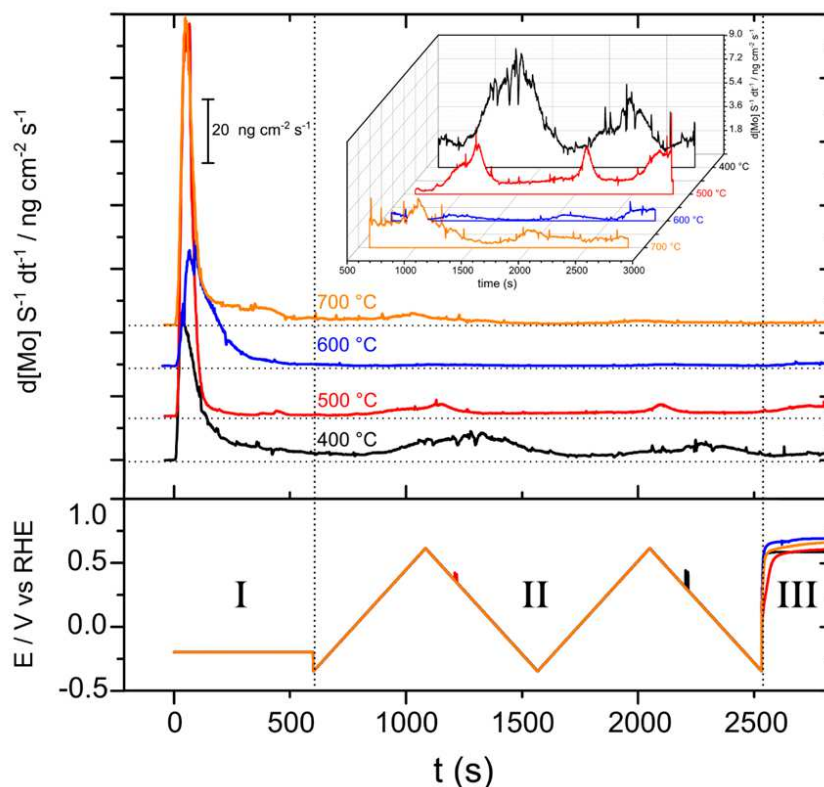 d[Mo] S⁻¹ dt⁻¹ / ng cm⁻² s⁻¹
20 ng cm⁻² s⁻¹
9.0
7.2
5.4
3.6
1.8
d[Mo] S⁻¹ dt⁻¹ / ng cm⁻² s⁻¹
400 °C
500 °C
600 °C
700 °C
500 1000 1500 2000 2500 3000
time (s)
700 °C
600 °C
500 °C
400 °C
E / V vs RHE
1.0
0.5
0.0
-0.5
I II III
0 500 1000 1500 2000 2500
t (s)